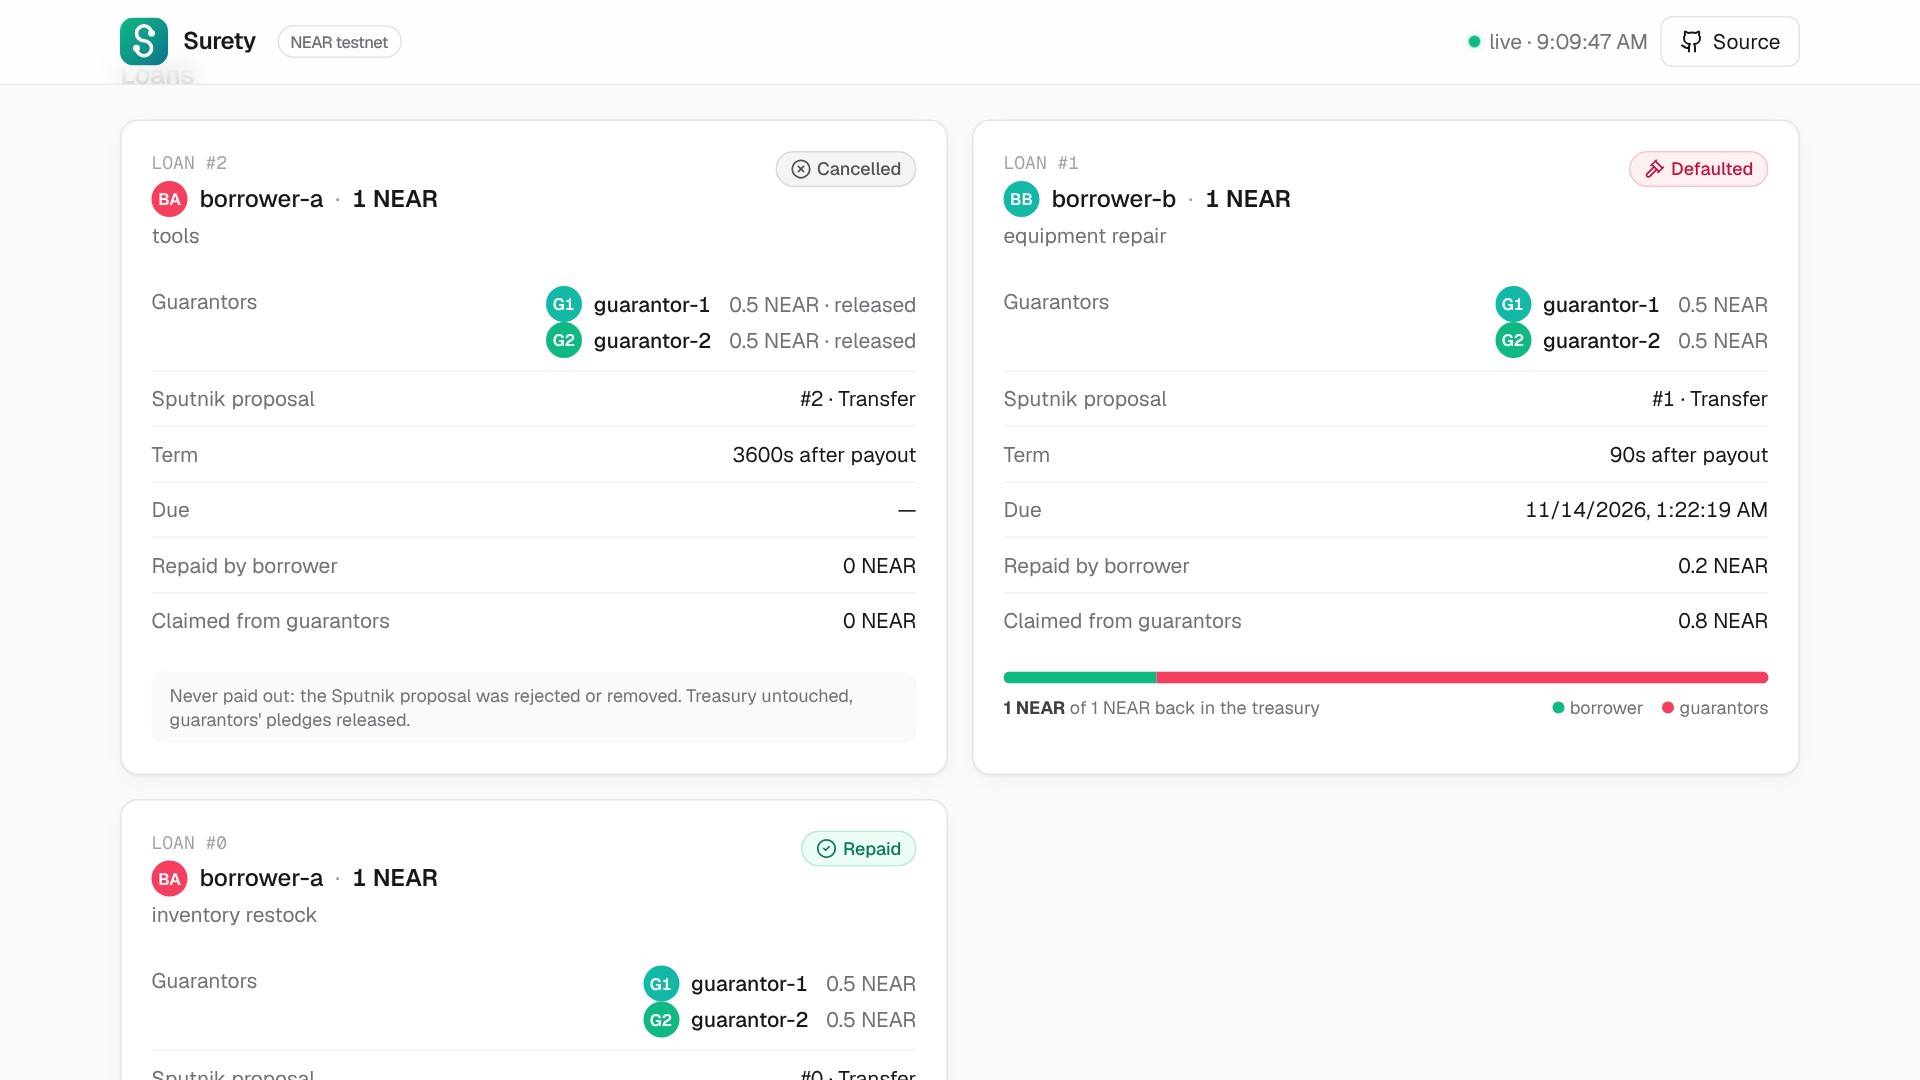 Surety
NEAR testnet
live · 9:09:47 AM
Source
Loans
LOAN #2
Cancelled
BA borrower-a · 1 NEAR
tools
Guarantors
G1 guarantor-1 0.5 NEAR · released
G2 guarantor-2 0.5 NEAR · released
Sputnik proposal #2 · Transfer
Term 3600s after payout
Due —
Repaid by borrower 0 NEAR
Claimed from guarantors 0 NEAR
Never paid out: the Sputnik proposal was rejected or removed. Treasury untouched,
guarantors' pledges released.
LOAN #1
Defaulted
BB borrower-b · 1 NEAR
equipment repair
Guarantors
G1 guarantor-1 0.5 NEAR
G2 guarantor-2 0.5 NEAR
Sputnik proposal #1 · Transfer
Term 90s after payout
Due 11/14/2026, 1:22:19 AM
Repaid by borrower 0.2 NEAR
Claimed from guarantors 0.8 NEAR
1 NEAR of 1 NEAR back in the treasury
borrower guarantors
LOAN #0
Repaid
BA borrower-a · 1 NEAR
inventory restock
Guarantors
G1 guarantor-1 0.5 NEAR
G2 guarantor-2 0.5 NEAR
Sputnik proposal #0 · Transfer